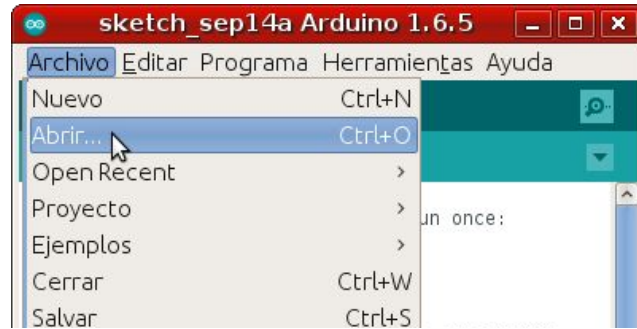 sketch_sep14a Arduino 1.6.5
Archivo Editar Programa Herramientas Ayuda
Nuevo Ctrl+N
Abrir... Ctrl+O
Open Recent
Proyecto
un once:
Ejemplos
Cerrar Ctrl+W
Salvar Ctrl+S